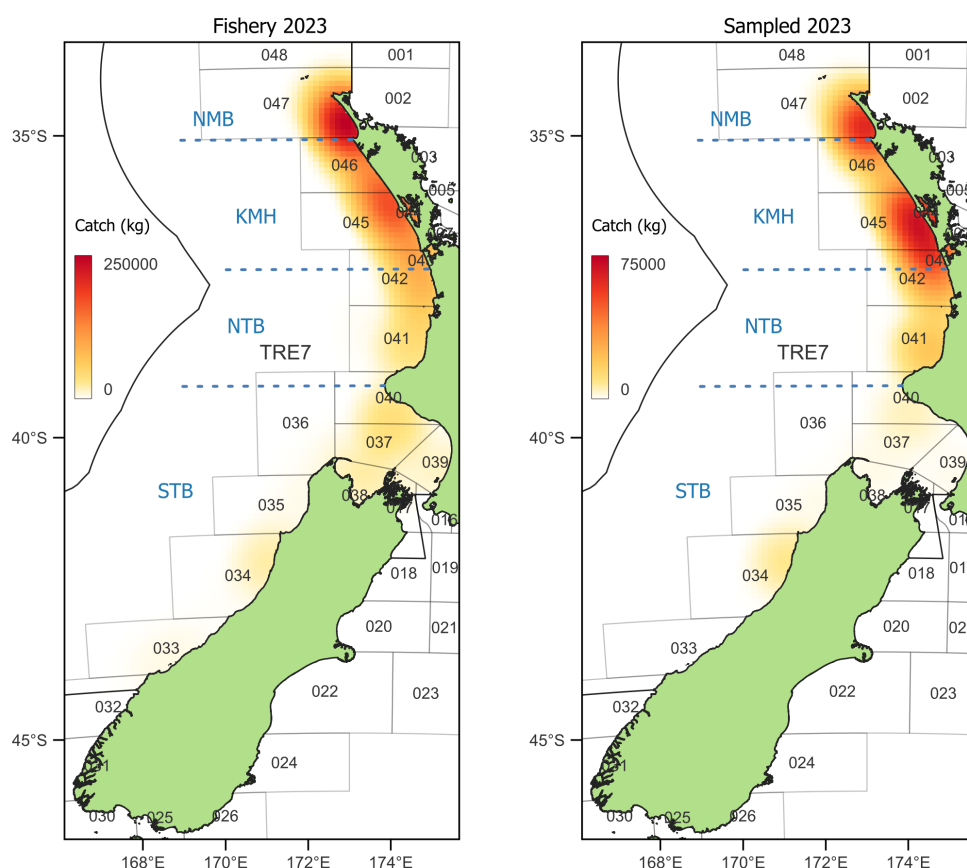 Fishery 2023
048
001
047
002
NMB
35°S
003
046
005
KMH
045
Catch (kg)
250000
042
NTB
041
TRE7
0
040
036
40°S
037
039
STB
035
038
034
018
019
033
020
021
022
023
032
45°S
024
030
025
026
168°E
170°E
172°E
174°E
Sampled 2023
048
001
047
002
NMB
35°S
003
046
005
KMH
045
Catch (kg)
75000
042
NTB
041
TRE7
0
040
036
40°S
037
039
STB
035
038
034
018
033
020
022
023
032
45°S
024
030
025
026
168°E
170°E
172°E
174°E